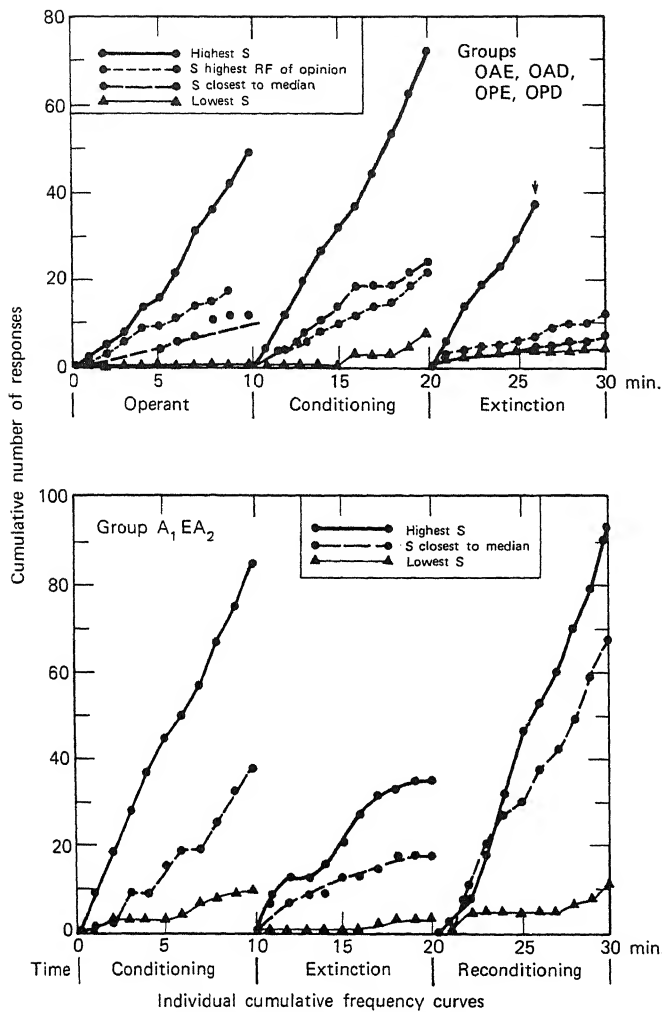 80
60
40
20
0
Highest S
S highest RF of opinion
S closest to median
Lowest S
Groups
OAE, OAD,
OPE, OPD
0 5 10 15 20 25 30 min.
Operant Conditioning Extinction
Cumulative number of responses
100
80
60
40
20
0
Group A₁ EA₂
Highest S
S closest to median
Lowest S
0 5 10 15 20 25 30 min
Time Conditioning Extinction Reconditioning
Individual cumulative frequency curves